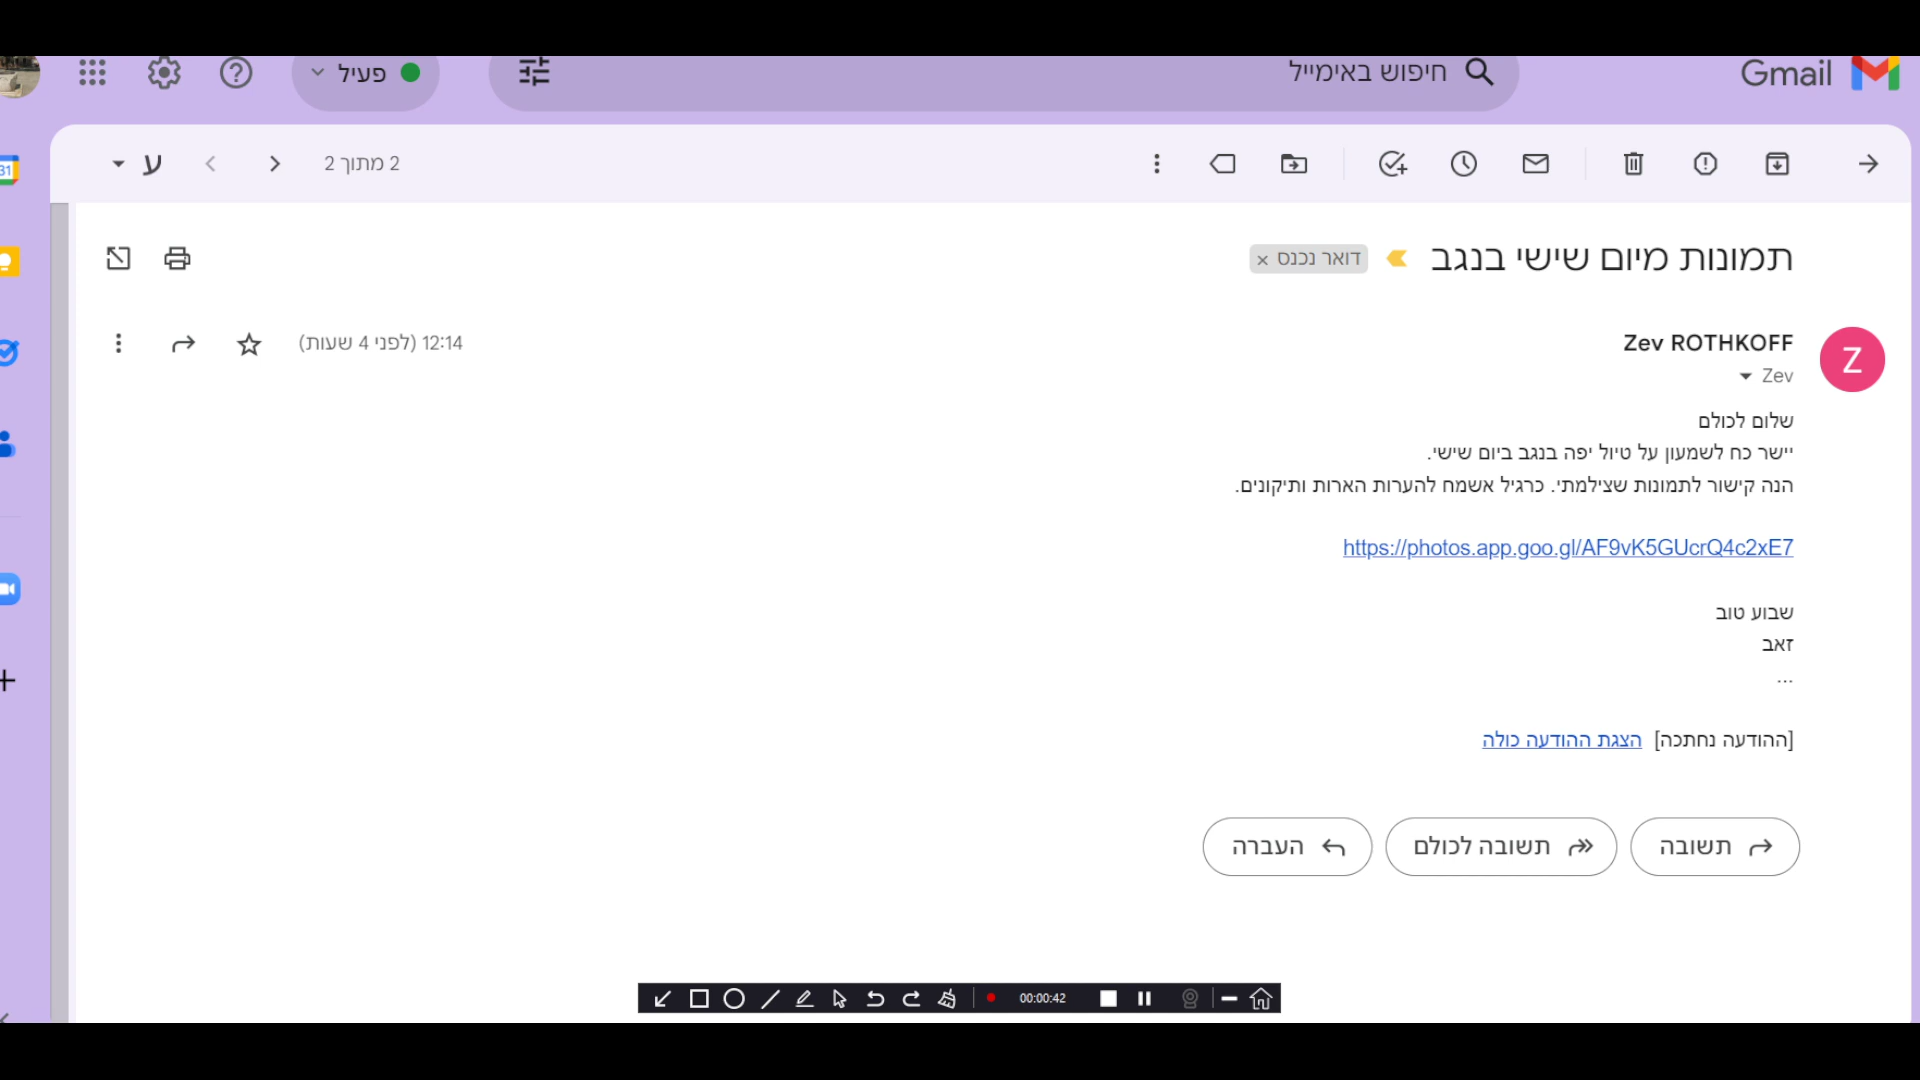 Gmail
חיפוש באימייל
פעיל
31
2 מתוך 2
ע
תמונות מיום שישי בנגב
דואר נכנס ×
Z
Zev ROTHKOFF
12:14 (לפני 4 שעות)
Zev
שלום לכולם
יישר כח לשמעון על טיול יפה בנגב ביום שישי.
הנה קישור לתמונות שצילמתי. כרגיל אשמח להערות הארות ותיקונים.
https://photos.app.goo.gl/AF9vK5GUcrQ4c2xE7
שבוע טוב
זאב
...
[ההודעה נחתכה] הצגת ההודעה כולה
תשובה
תשובה לכולם
העברה
00:00:42